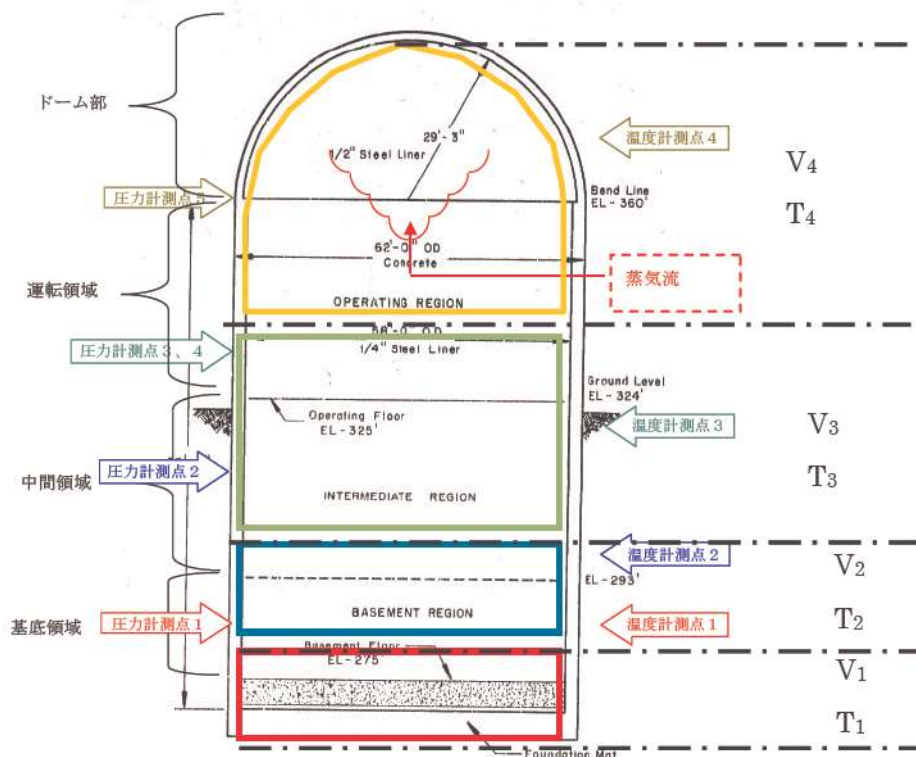 ドーム部
運転領域
中間領域
基底領域
29'-3"
1/2" Steel Liner
温度計測点4
V4
T4
圧力計測点5
Bend Line
EL-360'
62'-0" OD
Concrete
蒸気流
OPERATING REGION
58'-0" OD
1/4" Steel Liner
圧力計測点3、4
Ground Level
EL-324'
Operating Floor
EL-325'
温度計測点3
V3
T3
圧力計測点2
INTERMEDIATE REGION
温度計測点2
V2
EL-293'
BASEMENT REGION
圧力計測点1
温度計測点1
T2
Basement Floor
EL-275'
V1
T1
Foundation Mat